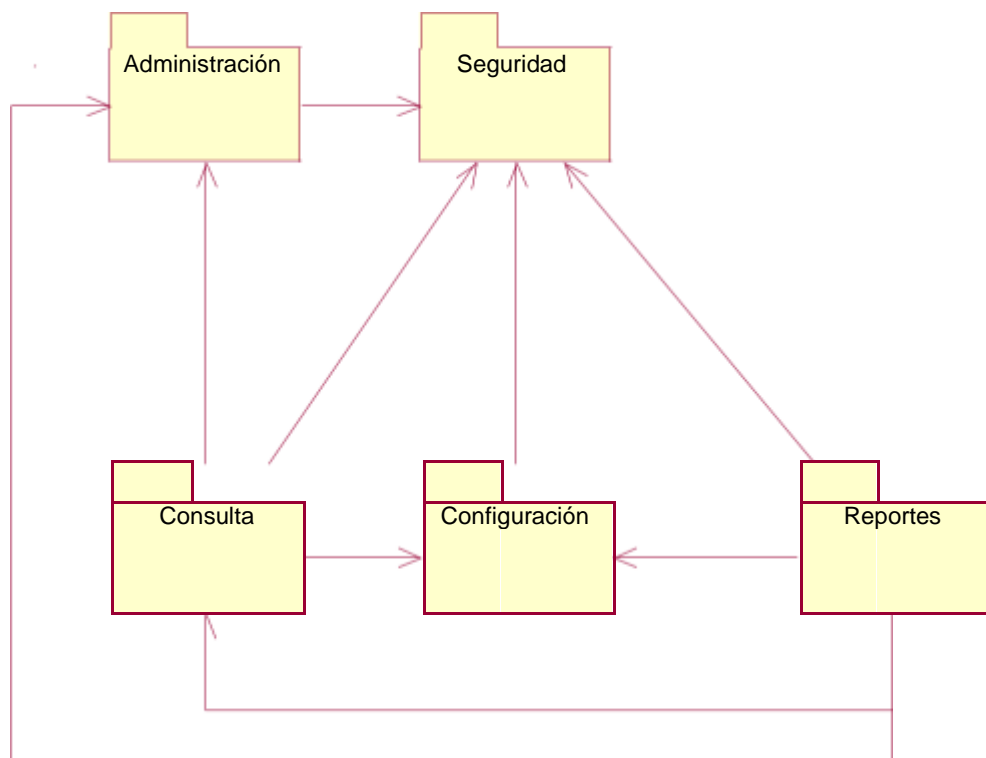 Administración
Seguridad
Consulta
Configuración
Reportes